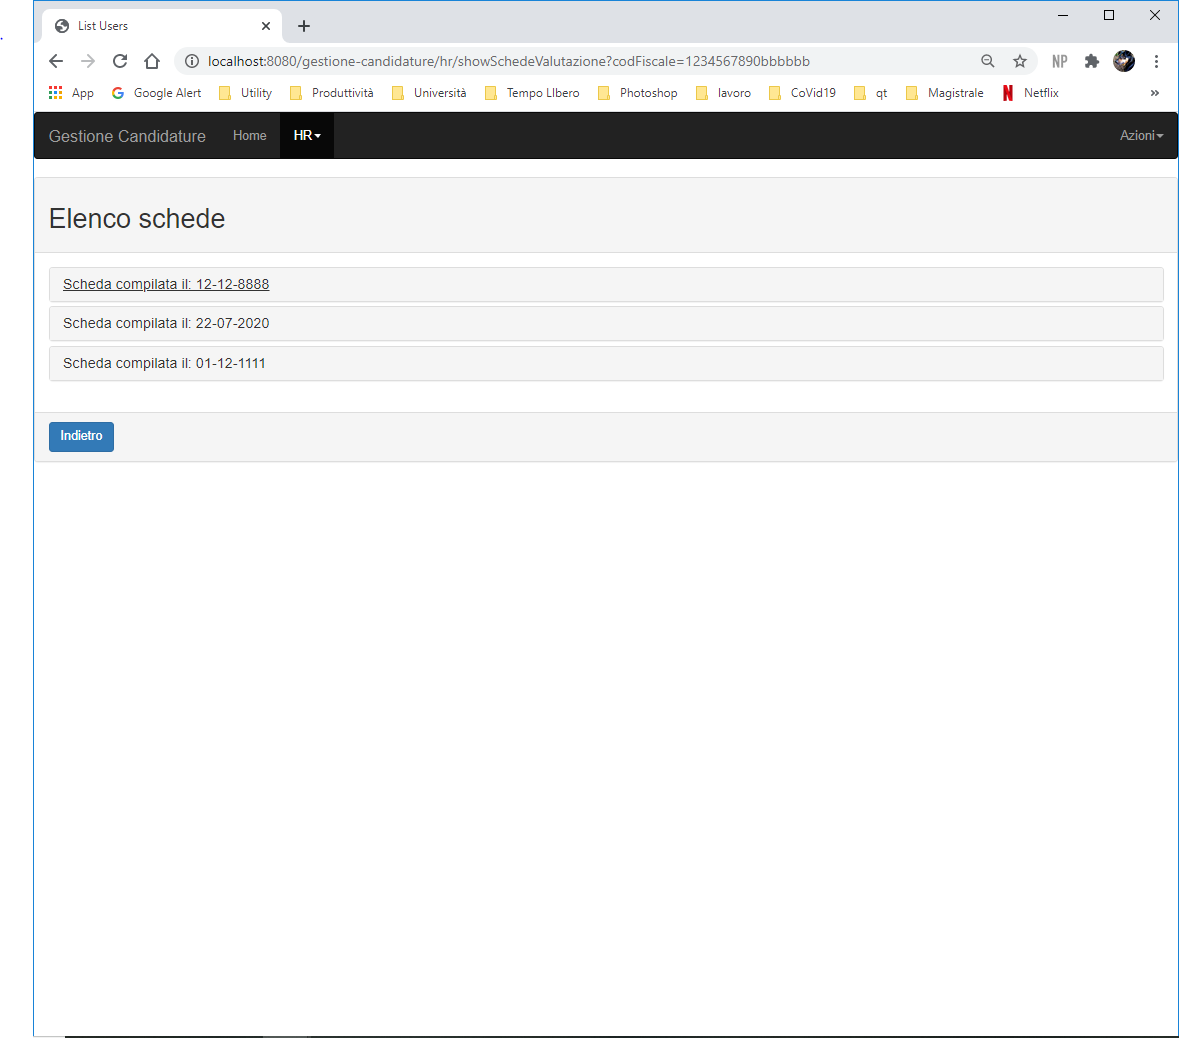 List Users
localhost:8080/gestione-candidature/hr/showSchedeValutazione?codFiscale=1234567890bbbbbb
NP
App Google Alert Utility Produttività Università Tempo LIbero Photoshop lavoro CoVid19 qt Magistrale Netflix »
Gestione Candidature Home HR Azioni
Elenco schede
Scheda compilata il: 12-12-8888
Scheda compilata il: 22-07-2020
Scheda compilata il: 01-12-1111
Indietro